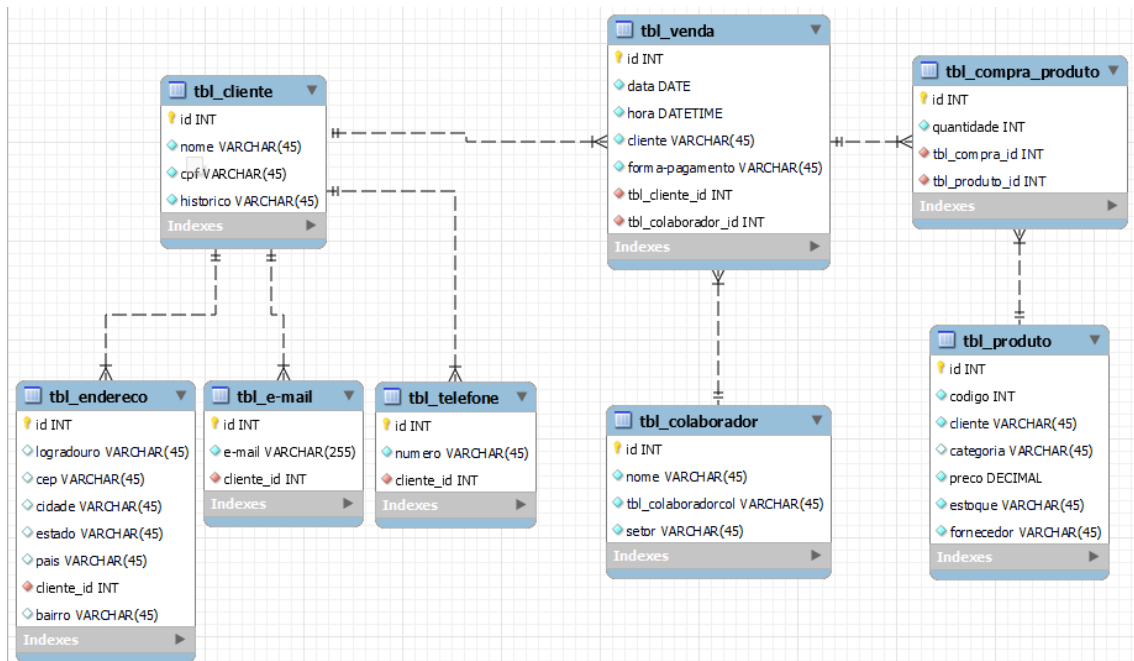 tbl_cliente
id INT
nome VARCHAR(45)
cpf VARCHAR(45)
historico VARCHAR(45)
Indexes
tbl_venda
id INT
data DATE
hora DATETIME
cliente VARCHAR(45)
forma-pagamento VARCHAR(45)
tbl_cliente_id INT
tbl_colaborador_id INT
Indexes
tbl_compra_produto
id INT
quantidade INT
tbl_compra_id INT
tbl_produto_id INT
Indexes
tbl_endereco
id INT
logradouro VARCHAR(45)
cep VARCHAR(45)
cidade VARCHAR(45)
estado VARCHAR(45)
pais VARCHAR(45)
cliente_id INT
bairro VARCHAR(45)
Indexes
tbl_e-mail
id INT
e-mail VARCHAR(255)
cliente_id INT
Indexes
tbl_telefone
id INT
numero VARCHAR(45)
cliente_id INT
Indexes
tbl_colaborador
id INT
nome VARCHAR(45)
tbl_colaboradorcol VARCHAR(45)
setor VARCHAR(45)
Indexes
tbl_produto
id INT
codigo INT
cliente VARCHAR(45)
categoria VARCHAR(45)
preco DECIMAL
estoque VARCHAR(45)
fornecedor VARCHAR(45)
Indexes